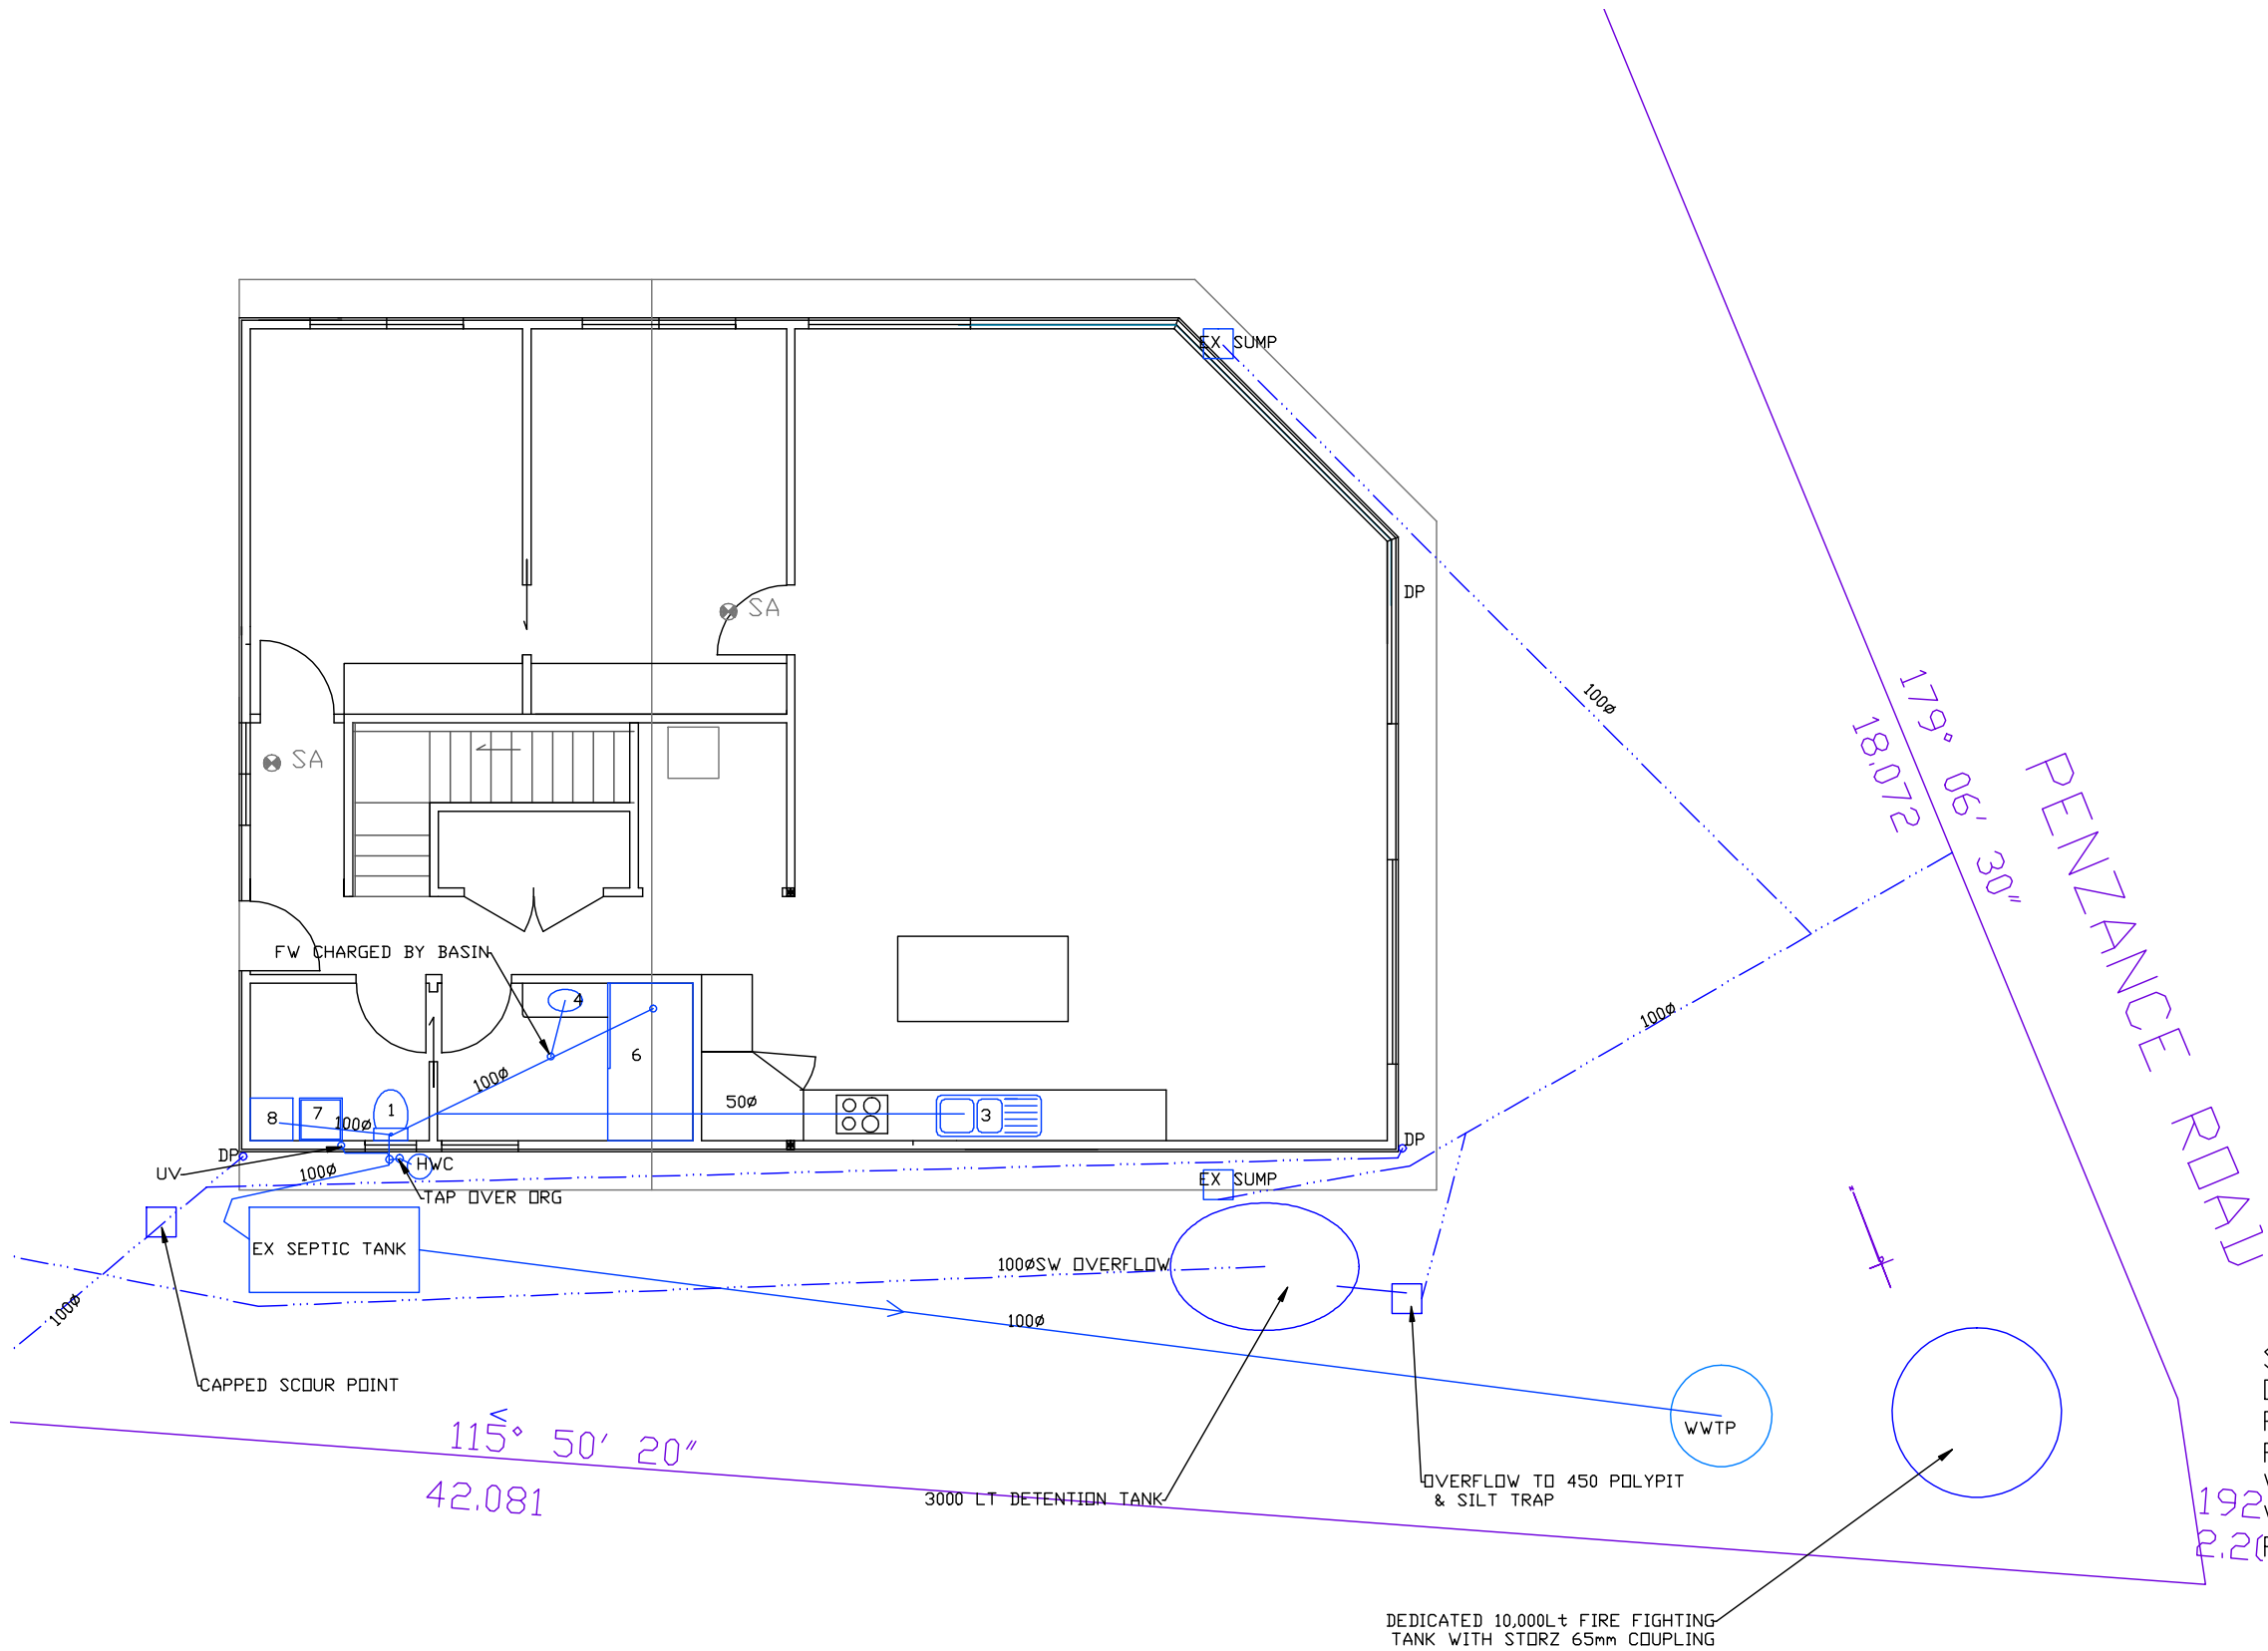 EX SUMP
DP
SA
100ø
179° 06' 30"
18.072
PENZANCE ROAD
SA
FW CHARGED BY BASIN
4
6
100ø
100ø
50ø
8
7
1
100ø
3
DP
DP
UV
100ø
HWC
TAP OVER ORG
EX SUMP
EX SEPTIC TANK
100øSW OVERFLOW
100ø
100ø
CAPPED SCOUR POINT
115° 50' 20"
42.081
WWTP
3000 LT DETENTION TANK
OVERFLOW TO 450 POLYPIT
& SILT TRAP
192
DEDICATED 10,000Lt FIRE FIGHTING
TANK WITH STORZ 65mm COUPLING